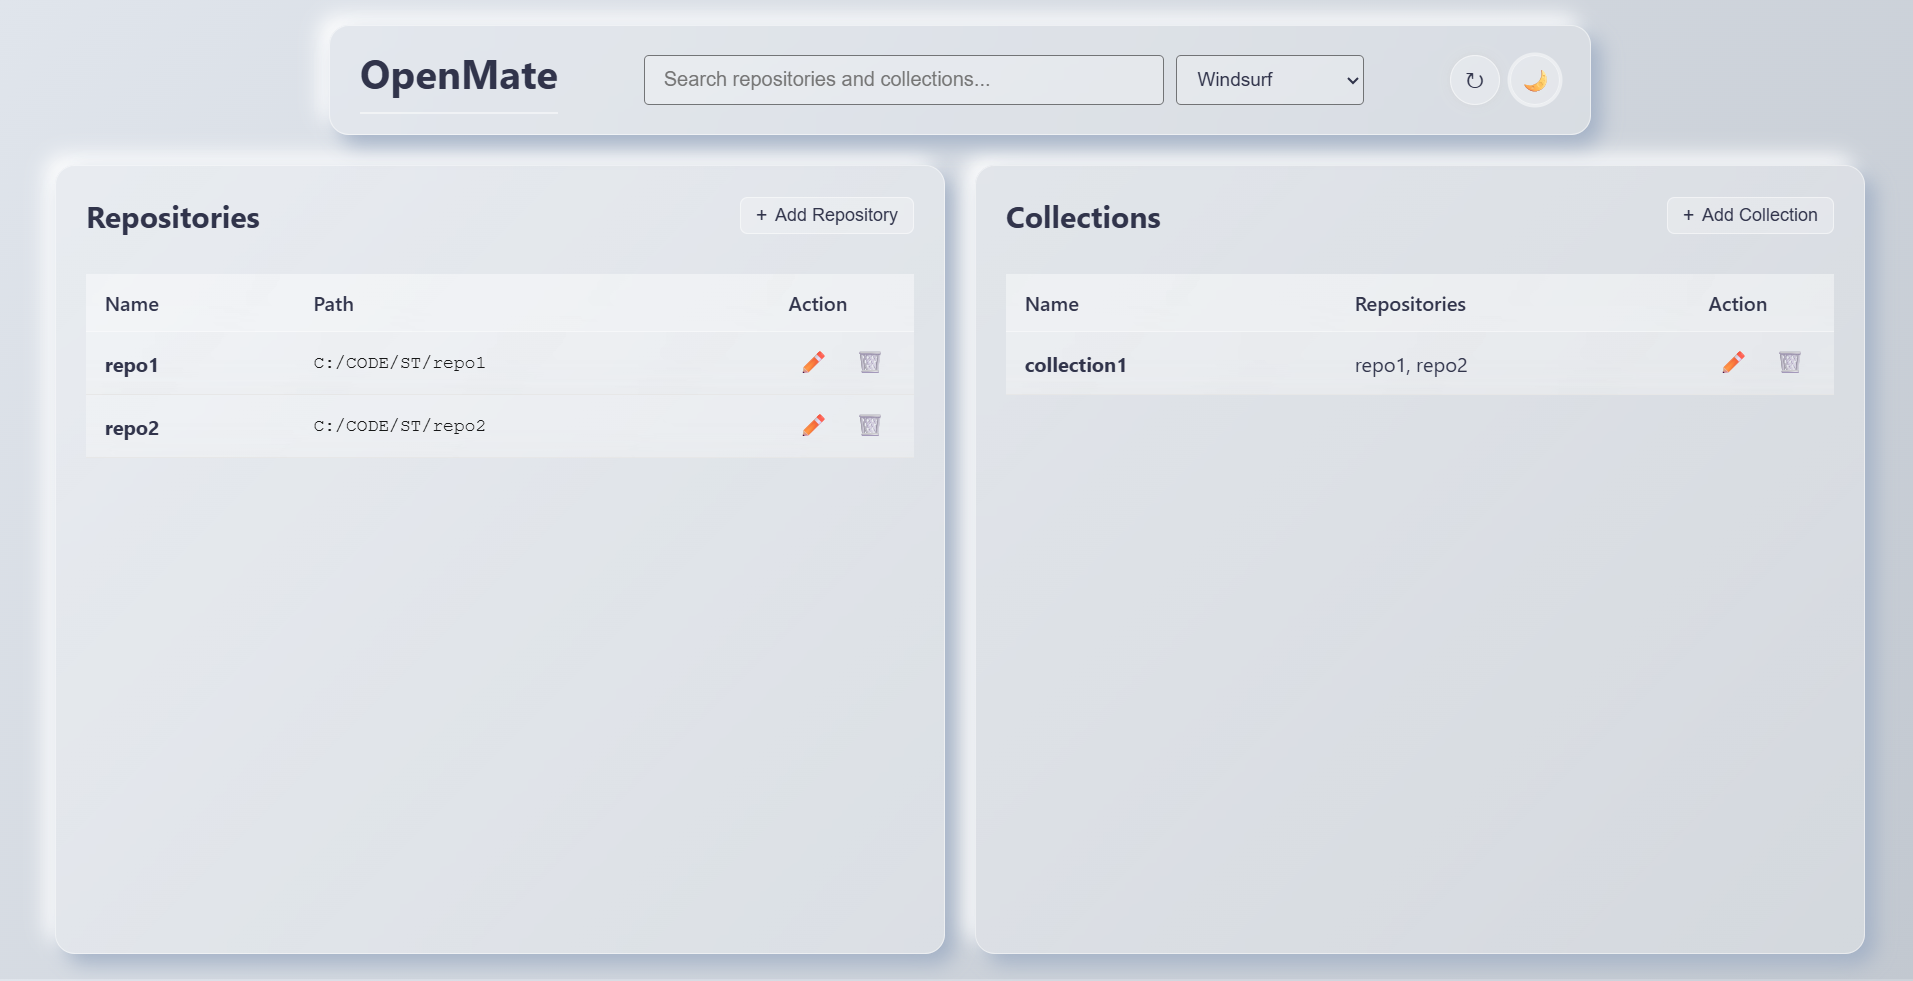 OpenMate
Search repositories and collections...
Windsurf
Repositories
+ Add Repository
Name Path Action
repo1 C:/CODE/ST/repo1
repo2 C:/CODE/ST/repo2
Collections
+ Add Collection
Name Repositories Action
collection1 repo1, repo2